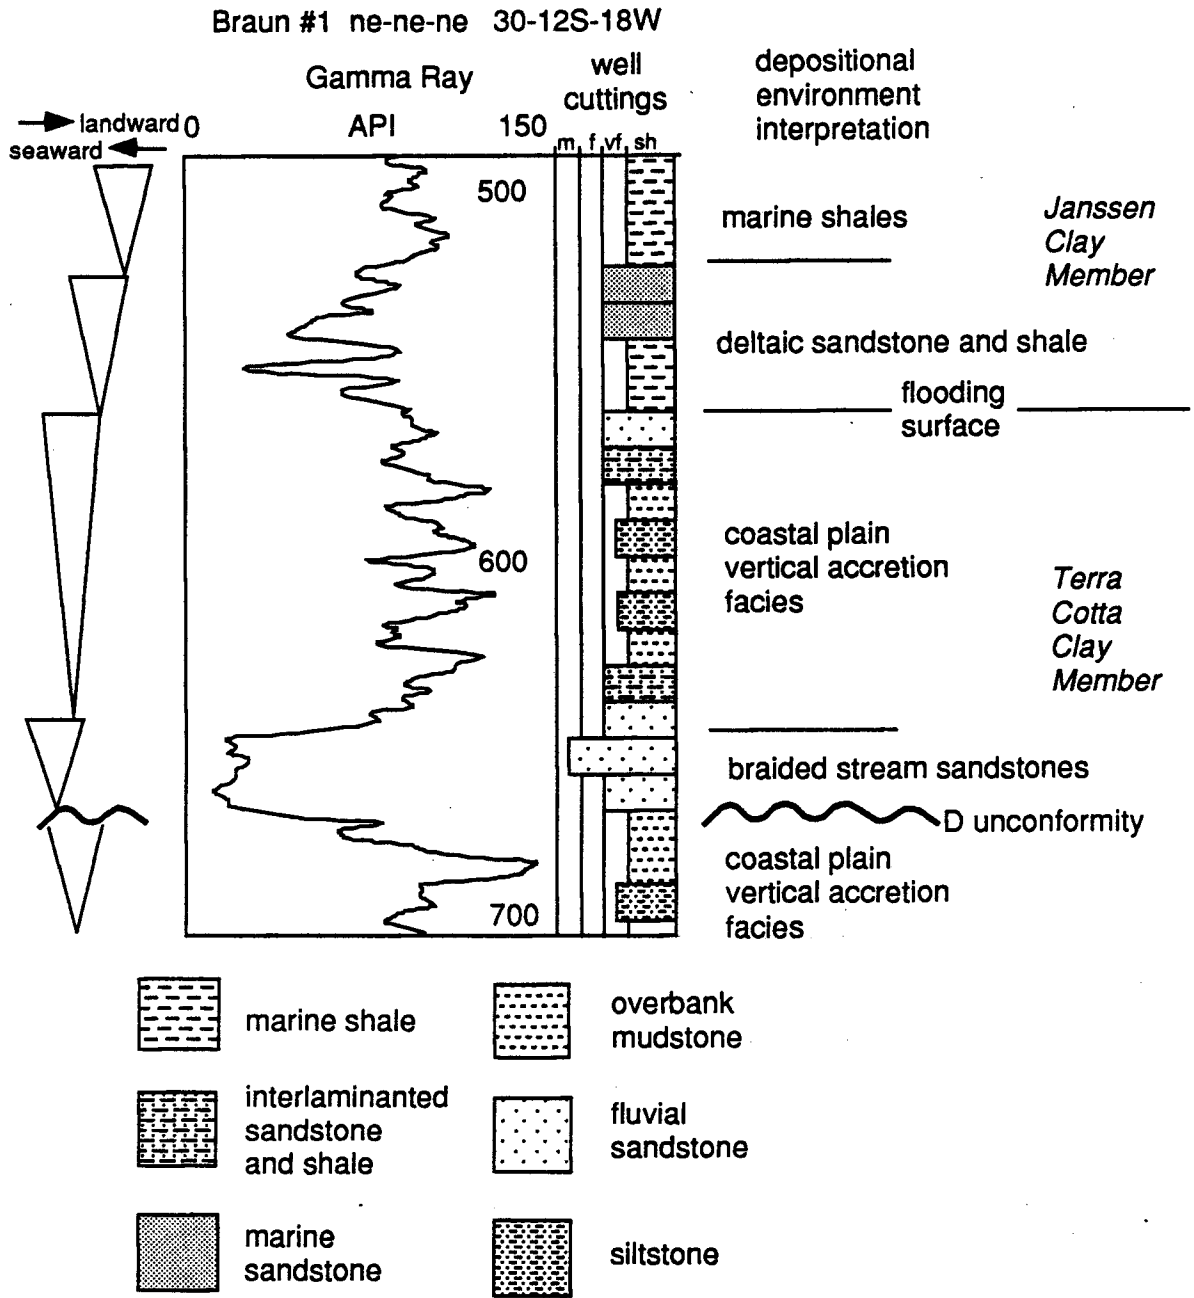 Braun #1 ne-ne-ne 30-12S-18W
Gamma Ray
well
cuttings
depositional
environment
interpretation
landward
seaward
0 API 150
m f vf sh
500
marine shales
Janssen
Clay
Member
deltaic sandstone and shale
flooding
surface
600
coastal plain
vertical accretion
facies
Terra
Cotta
Clay
Member
braided stream sandstones
D unconformity
coastal plain
vertical accretion
facies
700
marine shale
overbank
mudstone
interlaminanted
sandstone
and shale
fluvial
sandstone
marine
sandstone
siltstone